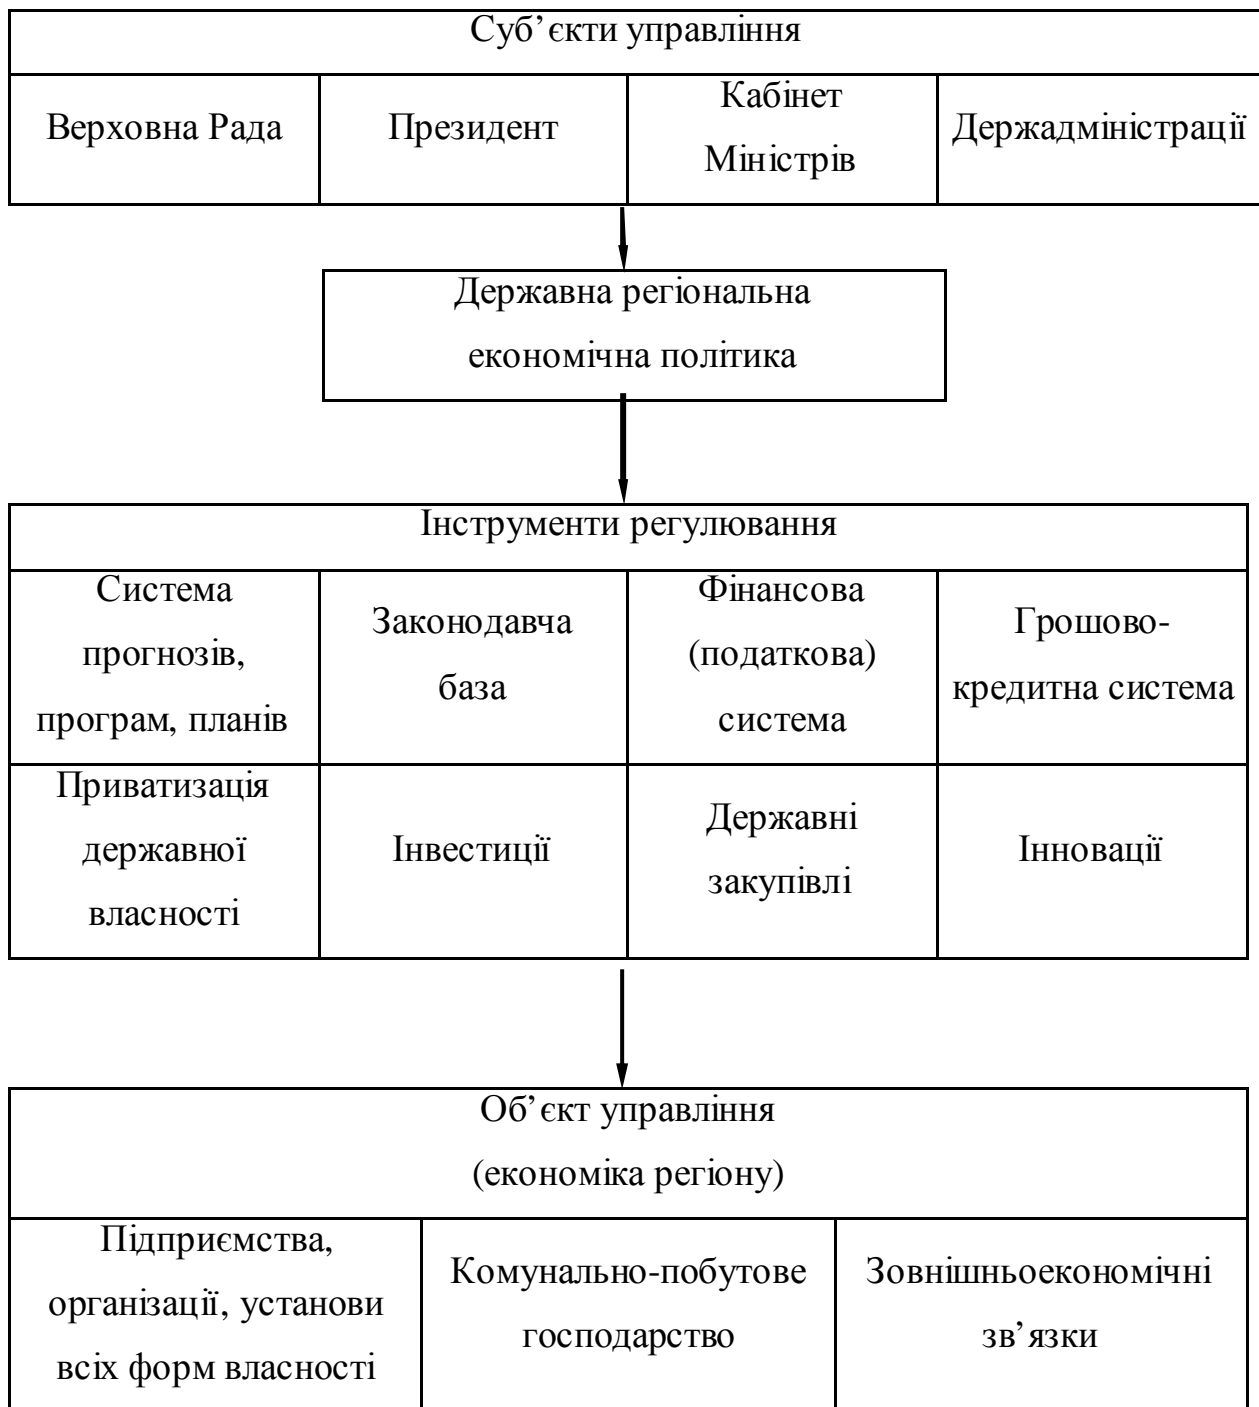 Суб’єкти управління
Верховна Рада
Президент
Кабінет
Міністрів
Держадміністрації
Державна регіональна
економічна політика
Інструменти регулювання
Система
прогнозів,
програм, планів
Законодавча
база
Фінансова
(податкова)
система
Грошово-
кредитна система
Приватизація
державної
власності
Інвестиції
Державні
закупівлі
Інновації
Об’єкт управління
(економіка регіону)
Підприємства,
організації, установи
всіх форм власності
Комунально-побутове
господарство
Зовнішньоекономічні
зв’язки